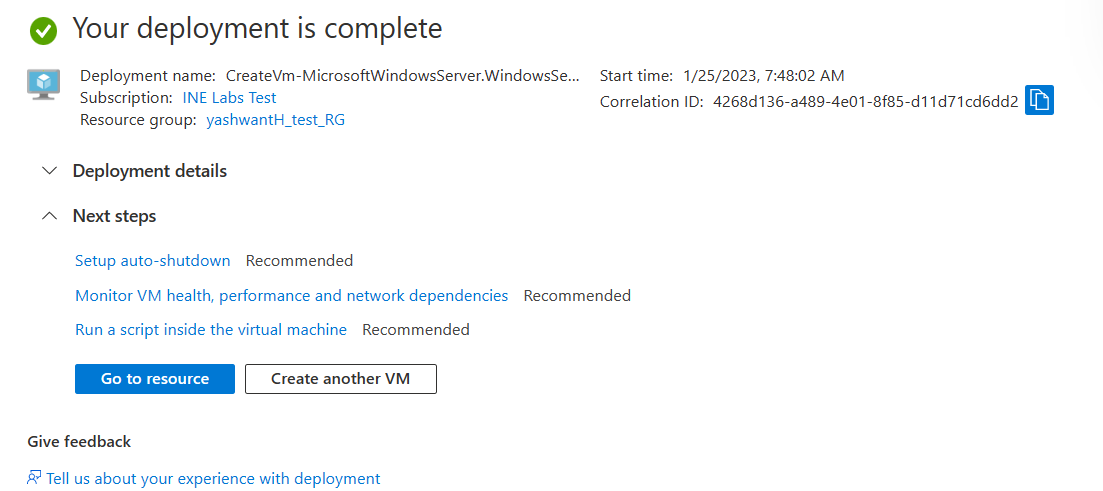 Your deployment is complete
Deployment name: CreateVm-MicrosoftWindowsServer.WindowsSe...
Subscription: INE Labs Test
Resource group: yashwantH_test_RG
Start time: 1/25/2023, 7:48:02 AM
Correlation ID: 4268d136-a489-4e01-8f85-d11d71cd6dd2
Deployment details
Next steps
Setup auto-shutdown Recommended
Monitor VM health, performance and network dependencies Recommended
Run a script inside the virtual machine Recommended
Go to resource Create another VM
Give feedback
Tell us about your experience with deployment